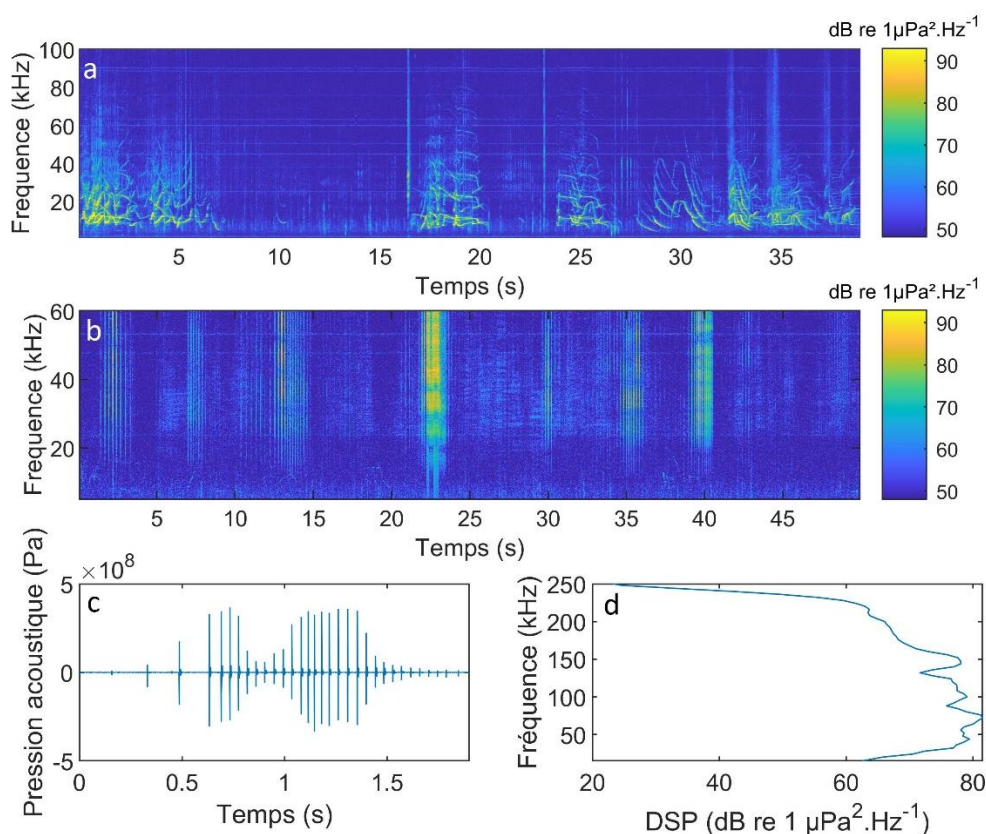 dB re 1µPa².Hz⁻¹
a
Frequence (kHz)
100
80
60
40
20
5 10 15 20 25 30 35
Temps (s)
90
80
70
60
50
dB re 1µPa².Hz⁻¹
b
Frequence (kHz)
60
40
20
5 10 15 20 25 30 35 40 45
Temps (s)
90
80
70
60
50
c
Pression acoustique (Pa)
×10⁸
5
0
-5
0 0.5 1 1.5
Temps (s)
d
Fréquence (kHz)
250
200
150
100
50
20 40 60 80
DSP (dB re 1 µPa².Hz⁻¹)